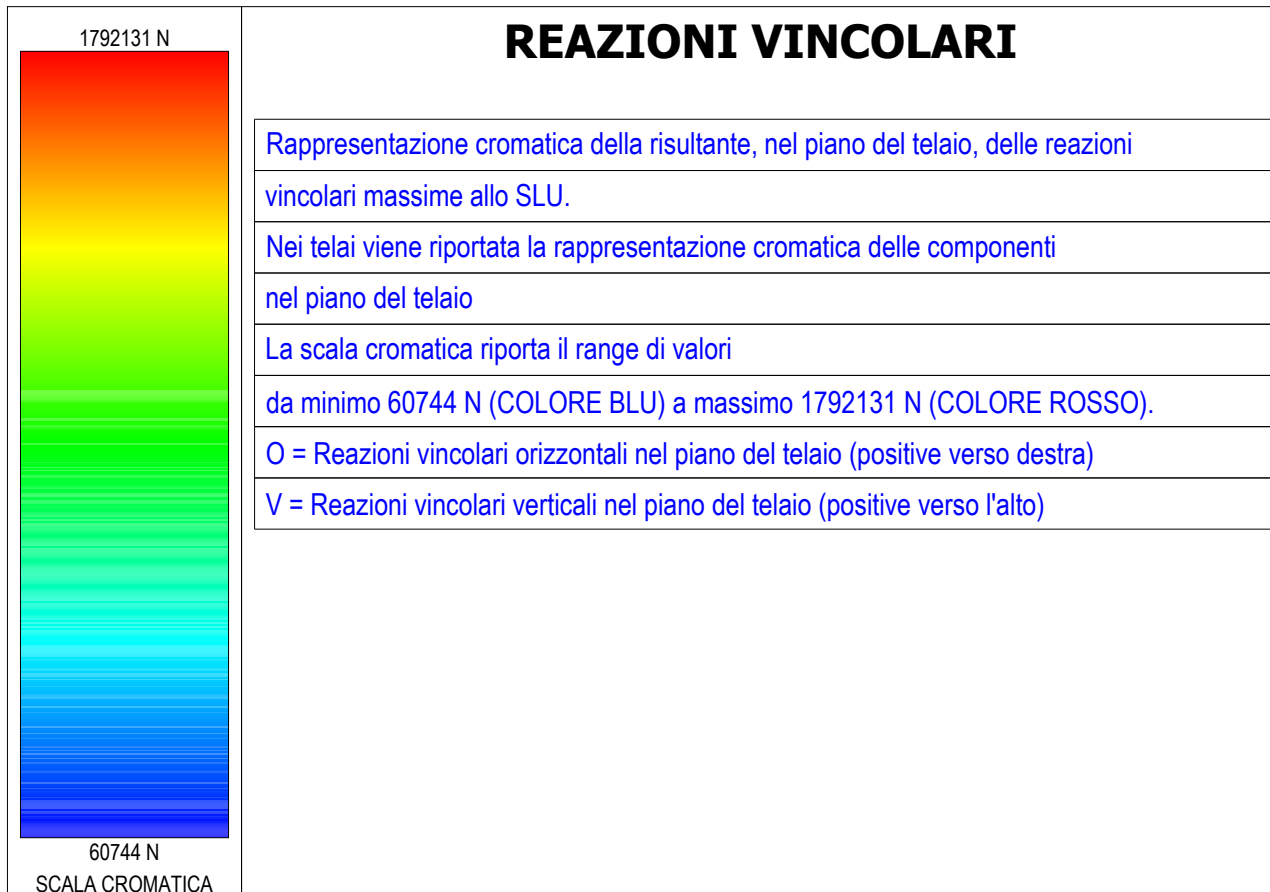 1792131 N
60744 N
SCALA CROMATICA
REAZIONI VINCOLARI
Rappresentazione cromatica della risultante, nel piano del telaio, delle reazioni
vincolari massime allo SLU.
Nei telai viene riportata la rappresentazione cromatica delle componenti
nel piano del telaio
La scala cromatica riporta il range di valori
da minimo 60744 N (COLORE BLU) a massimo 1792131 N (COLORE ROSSO).
O = Reazioni vincolari orizzontali nel piano del telaio (positive verso destra)
V = Reazioni vincolari verticali nel piano del telaio (positive verso l'alto)